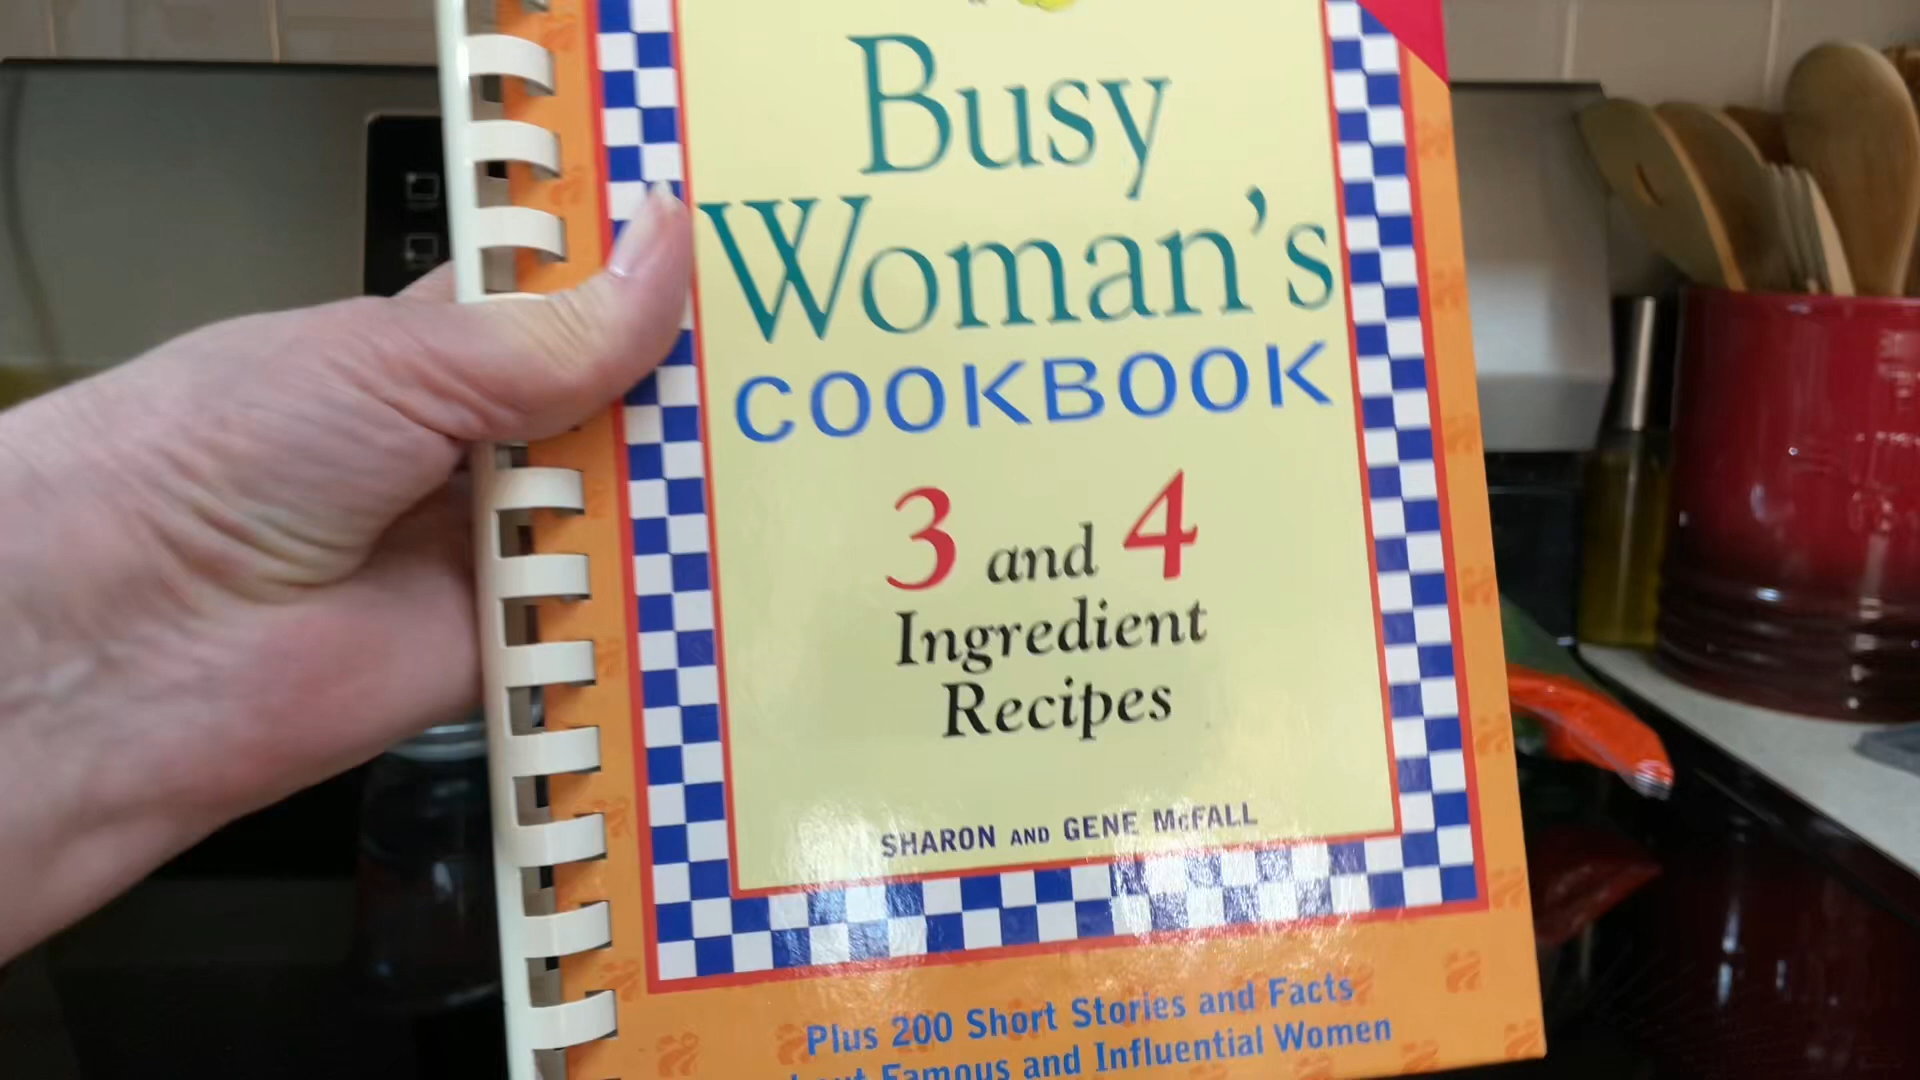 Busy
Woman's
COOKBOOK
3 and 4
Ingredient
Recipes
SHARON AND GENE McFALL
Plus 200 Short Stories and Facts
Famous and Influential Women